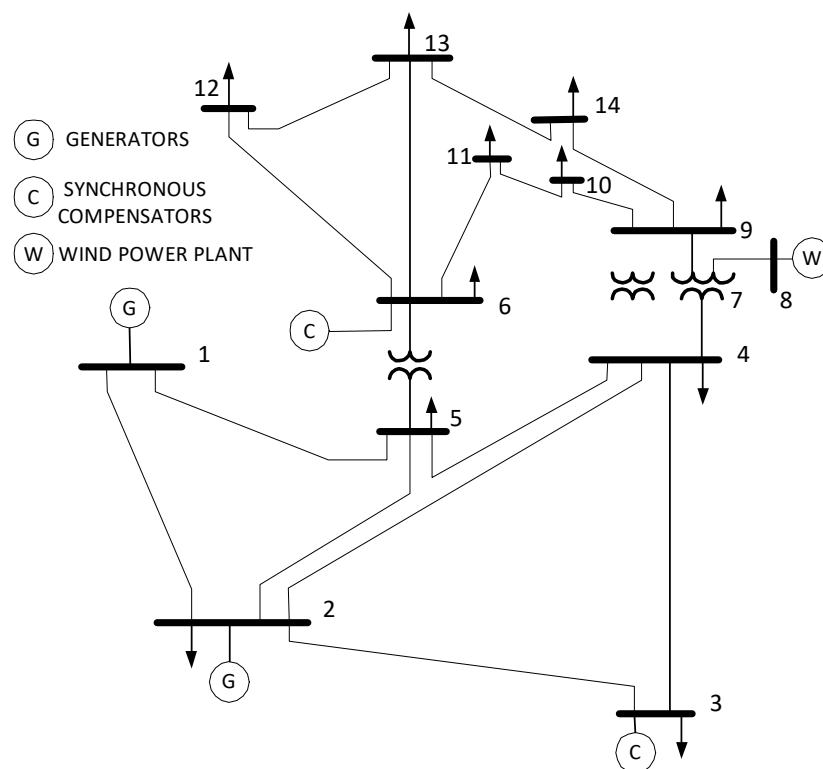 13
12
14
G GENERATORS
11
10
C SYNCHRONOUS
COMPENSATORS
9
W WIND POWER PLANT
W
7
8
G
6
C
1
4
5
2
G
3
C